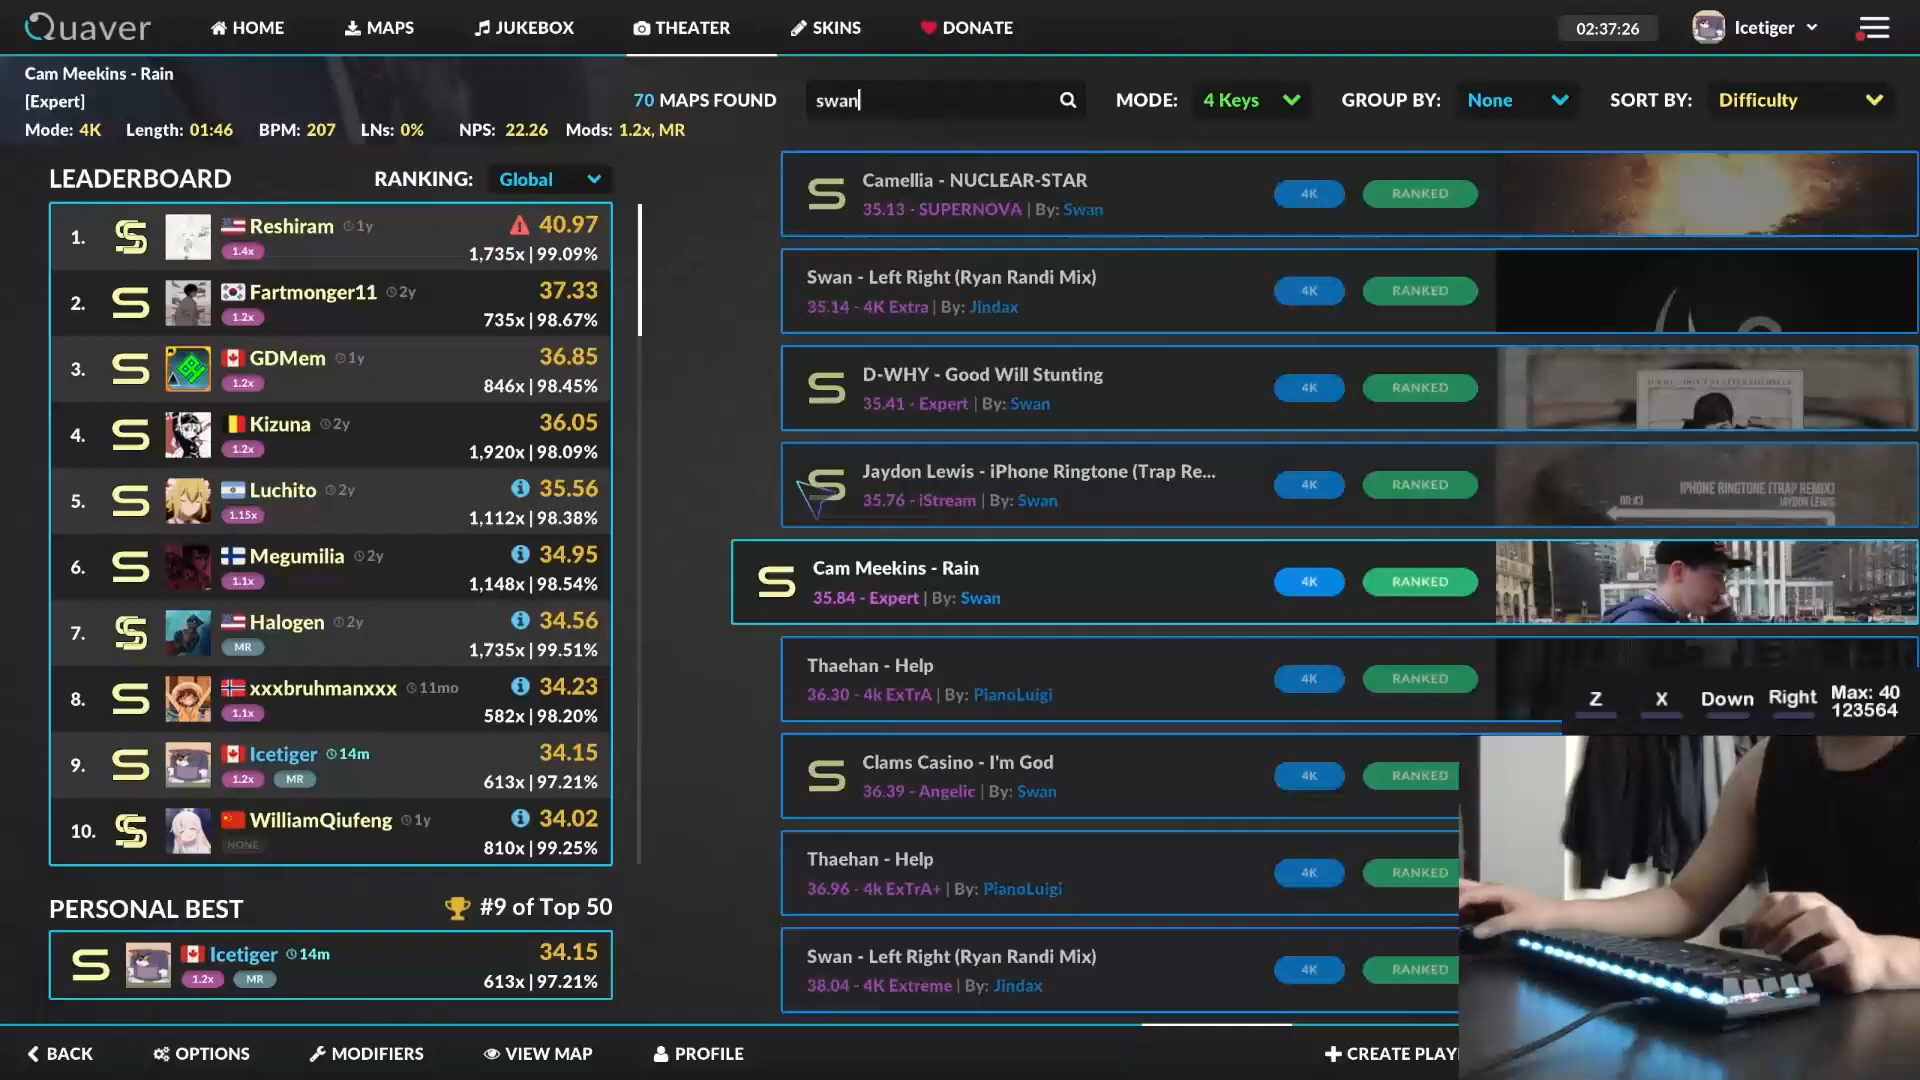 Quaver
HOME
MAPS
JUKEBOX
THEATER
SKINS
DONATE
02:37:26
Icetiger
Cam Meekins - Rain
[Expert]
Mode: 4K Length: 01:46 BPM: 207 LNs: 0% NPS: 22.26 Mods: 1.2x, MR
70 MAPS FOUND
swan
MODE: 4 Keys
GROUP BY: None
SORT BY: Difficulty
LEADERBOARD
RANKING: Global
1. S Reshiram 1y 40.97
1.4x 1,735x | 99.09%
2. S Fartmonger11 2y 37.33
1.2x 735x | 98.67%
3. S GDMem 1y 36.85
1.2x 846x | 98.45%
4. S Kizuna 2y 36.05
1.2x 1,920x | 98.09%
5. S Luchito 2y 35.56
1.15x 1,112x | 98.38%
6. S Megumilia 2y 34.95
1.1x 1,148x | 98.54%
7. S Halogen 2y 34.56
MR 1,735x | 99.51%
8. S xxxbruhmanxxx 11mo 34.23
1.1x 582x | 98.20%
9. S Icetiger 14m 34.15
1.2x MR 613x | 97.21%
10. S WilliamQiufeng 1y 34.02
NONE 810x | 99.25%
PERSONAL BEST #9 of Top 50
S Icetiger 14m 34.15
1.2x MR 613x | 97.21%
S Camellia - NUCLEAR-STAR 4K RANKED
35.13 - SUPERNOVA | By: Swan
Swan - Left Right (Ryan Randi Mix) 4K RANKED
35.14 - 4K Extra | By: Jindax
S D-WHY - Good Will Stunting 4K RANKED
35.41 - Expert | By: Swan
S Jaydon Lewis - iPhone Ringtone (Trap Re... 4K RANKED
35.76 - iStream | By: Swan
00:43 IPHONE RINGTONE (TRAP REMIX)
JAYDON LEWIS
S Cam Meekins - Rain 4K RANKED
35.84 - Expert | By: Swan
Thaehan - Help 4K RANKED
36.30 - 4k ExTrA | By: PianoLuigi
S Clams Casino - I'm God 4K RANKED
36.39 - Angelic | By: Swan
Thaehan - Help 4K RANKED
36.96 - 4k ExTrA+ | By: PianoLuigi
Swan - Left Right (Ryan Randi Mix) 4K RANKED
38.04 - 4K Extreme | By: Jindax
Z X Down Right Max: 40
123564
BACK
OPTIONS
MODIFIERS
VIEW MAP
PROFILE
CREATE PLAY